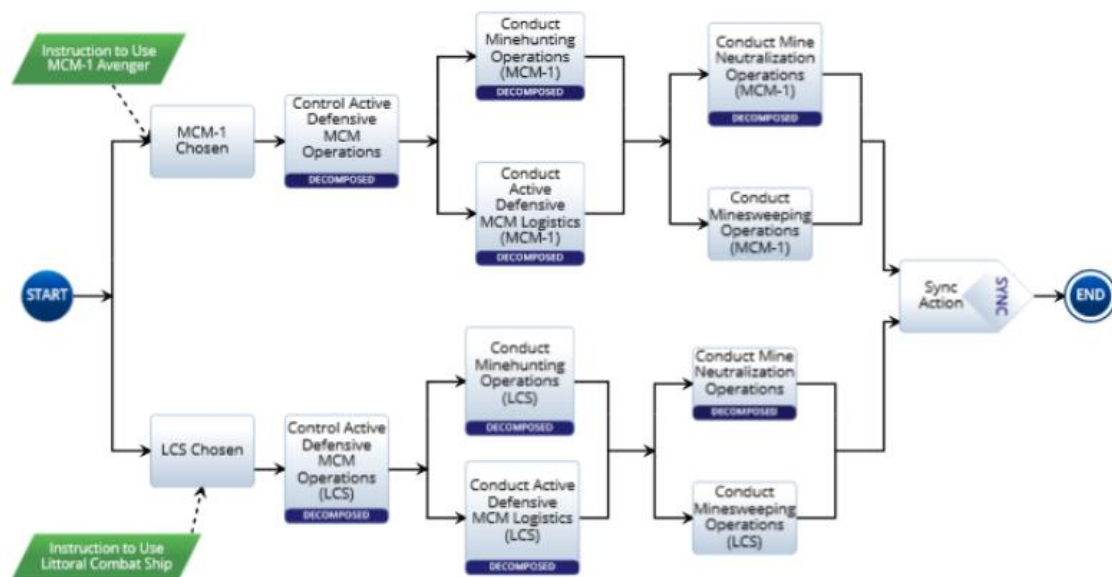 Instruction to Use
MCM-1 Avenger
MCM-1
Chosen
Control Active
Defensive
MCM
Operations
DECOMPOSED
Conduct
Minehunting
Operations
(MCM-1)
DECOMPOSED
Conduct
Active
Defensive
MCM Logistics
(MCM-1)
DECOMPOSED
Conduct Mine
Neutralization
Operations
(MCM-1)
DECOMPOSED
Conduct
Minesweeping
Operations
(MCM-1)
START
Sync
Action
SYNC
END
LCS Chosen
Instruction to Use
Littoral Combat Ship
Control Active
Defensive
MCM
Operations
(LCS)
DECOMPOSED
Conduct
Minehunting
Operations
(LCS)
DECOMPOSED
Conduct Active
Defensive
MCM Logistics
(LCS)
DECOMPOSED
Conduct Mine
Neutralization
Operations
DECOMPOSED
Conduct
Minesweeping
Operations
(LCS)